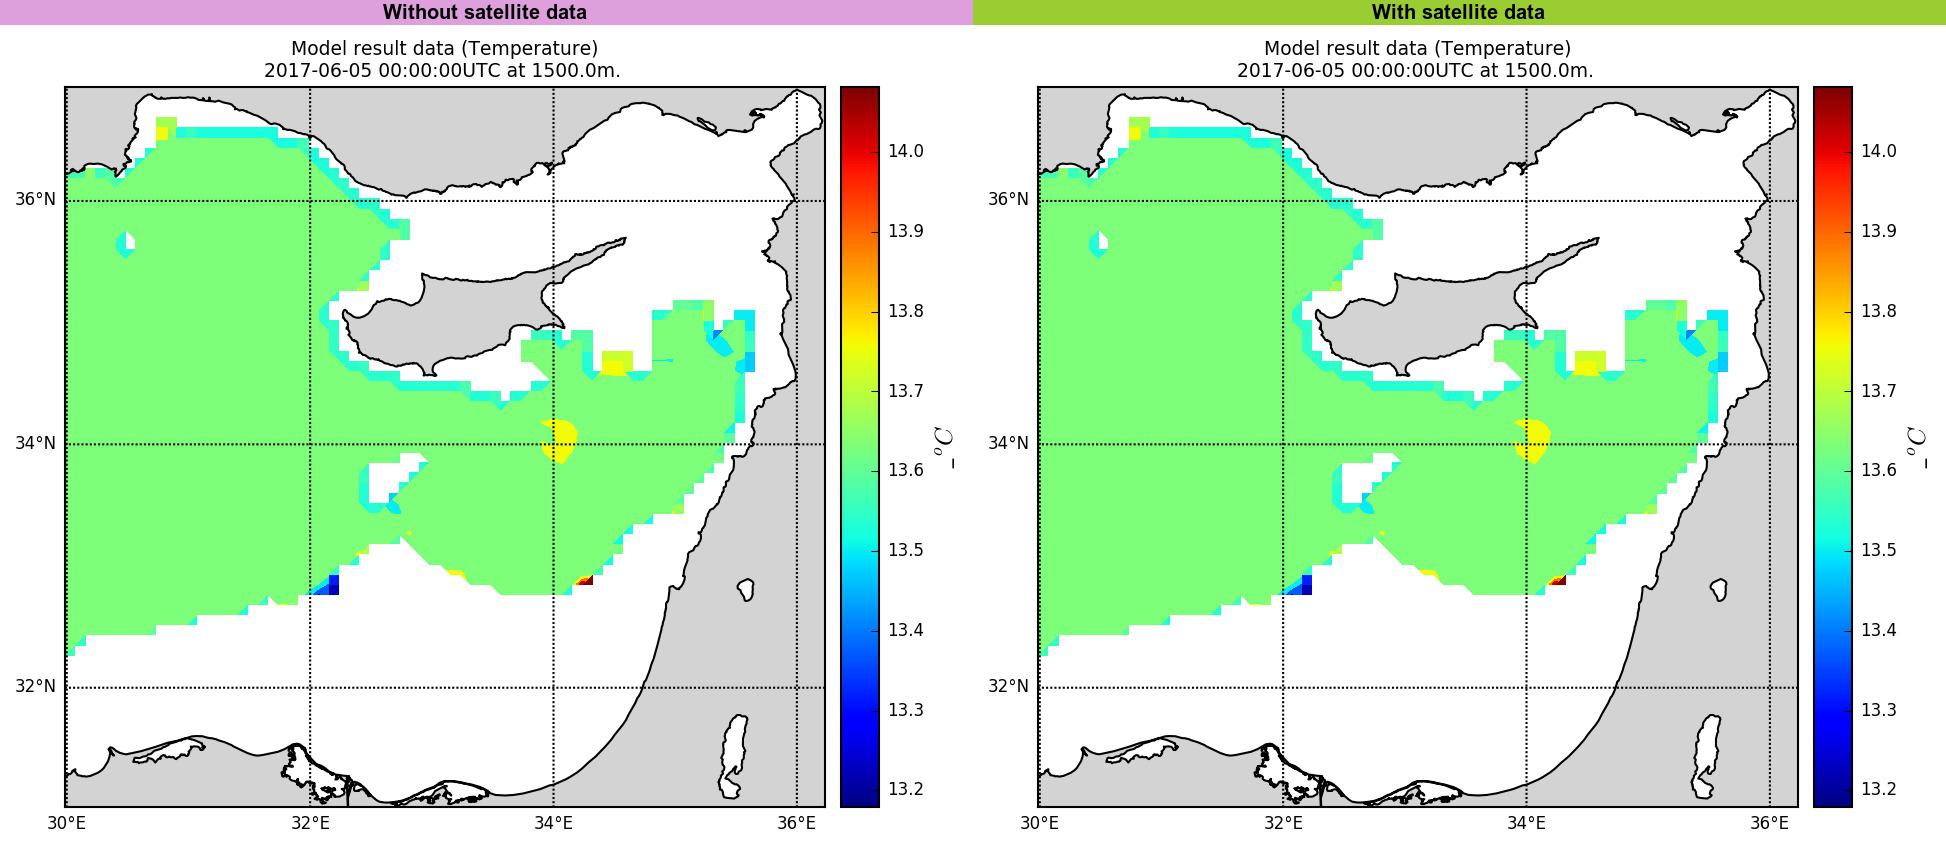 Without satellite data
With satellite data
Model result data (Temperature)
2017-06-05 00:00:00UTC at 1500.0m.
36°N
34°N
32°N
30°E
32°E
34°E
36°E
14.0
13.9
13.8
13.7
13.6
13.5
13.4
13.3
13.2
_°C
Model result data (Temperature)
2017-06-05 00:00:00UTC at 1500.0m.
36°N
34°N
32°N
30°E
32°E
34°E
36°E
14.0
13.9
13.8
13.7
13.6
13.5
13.4
13.3
13.2
_°C